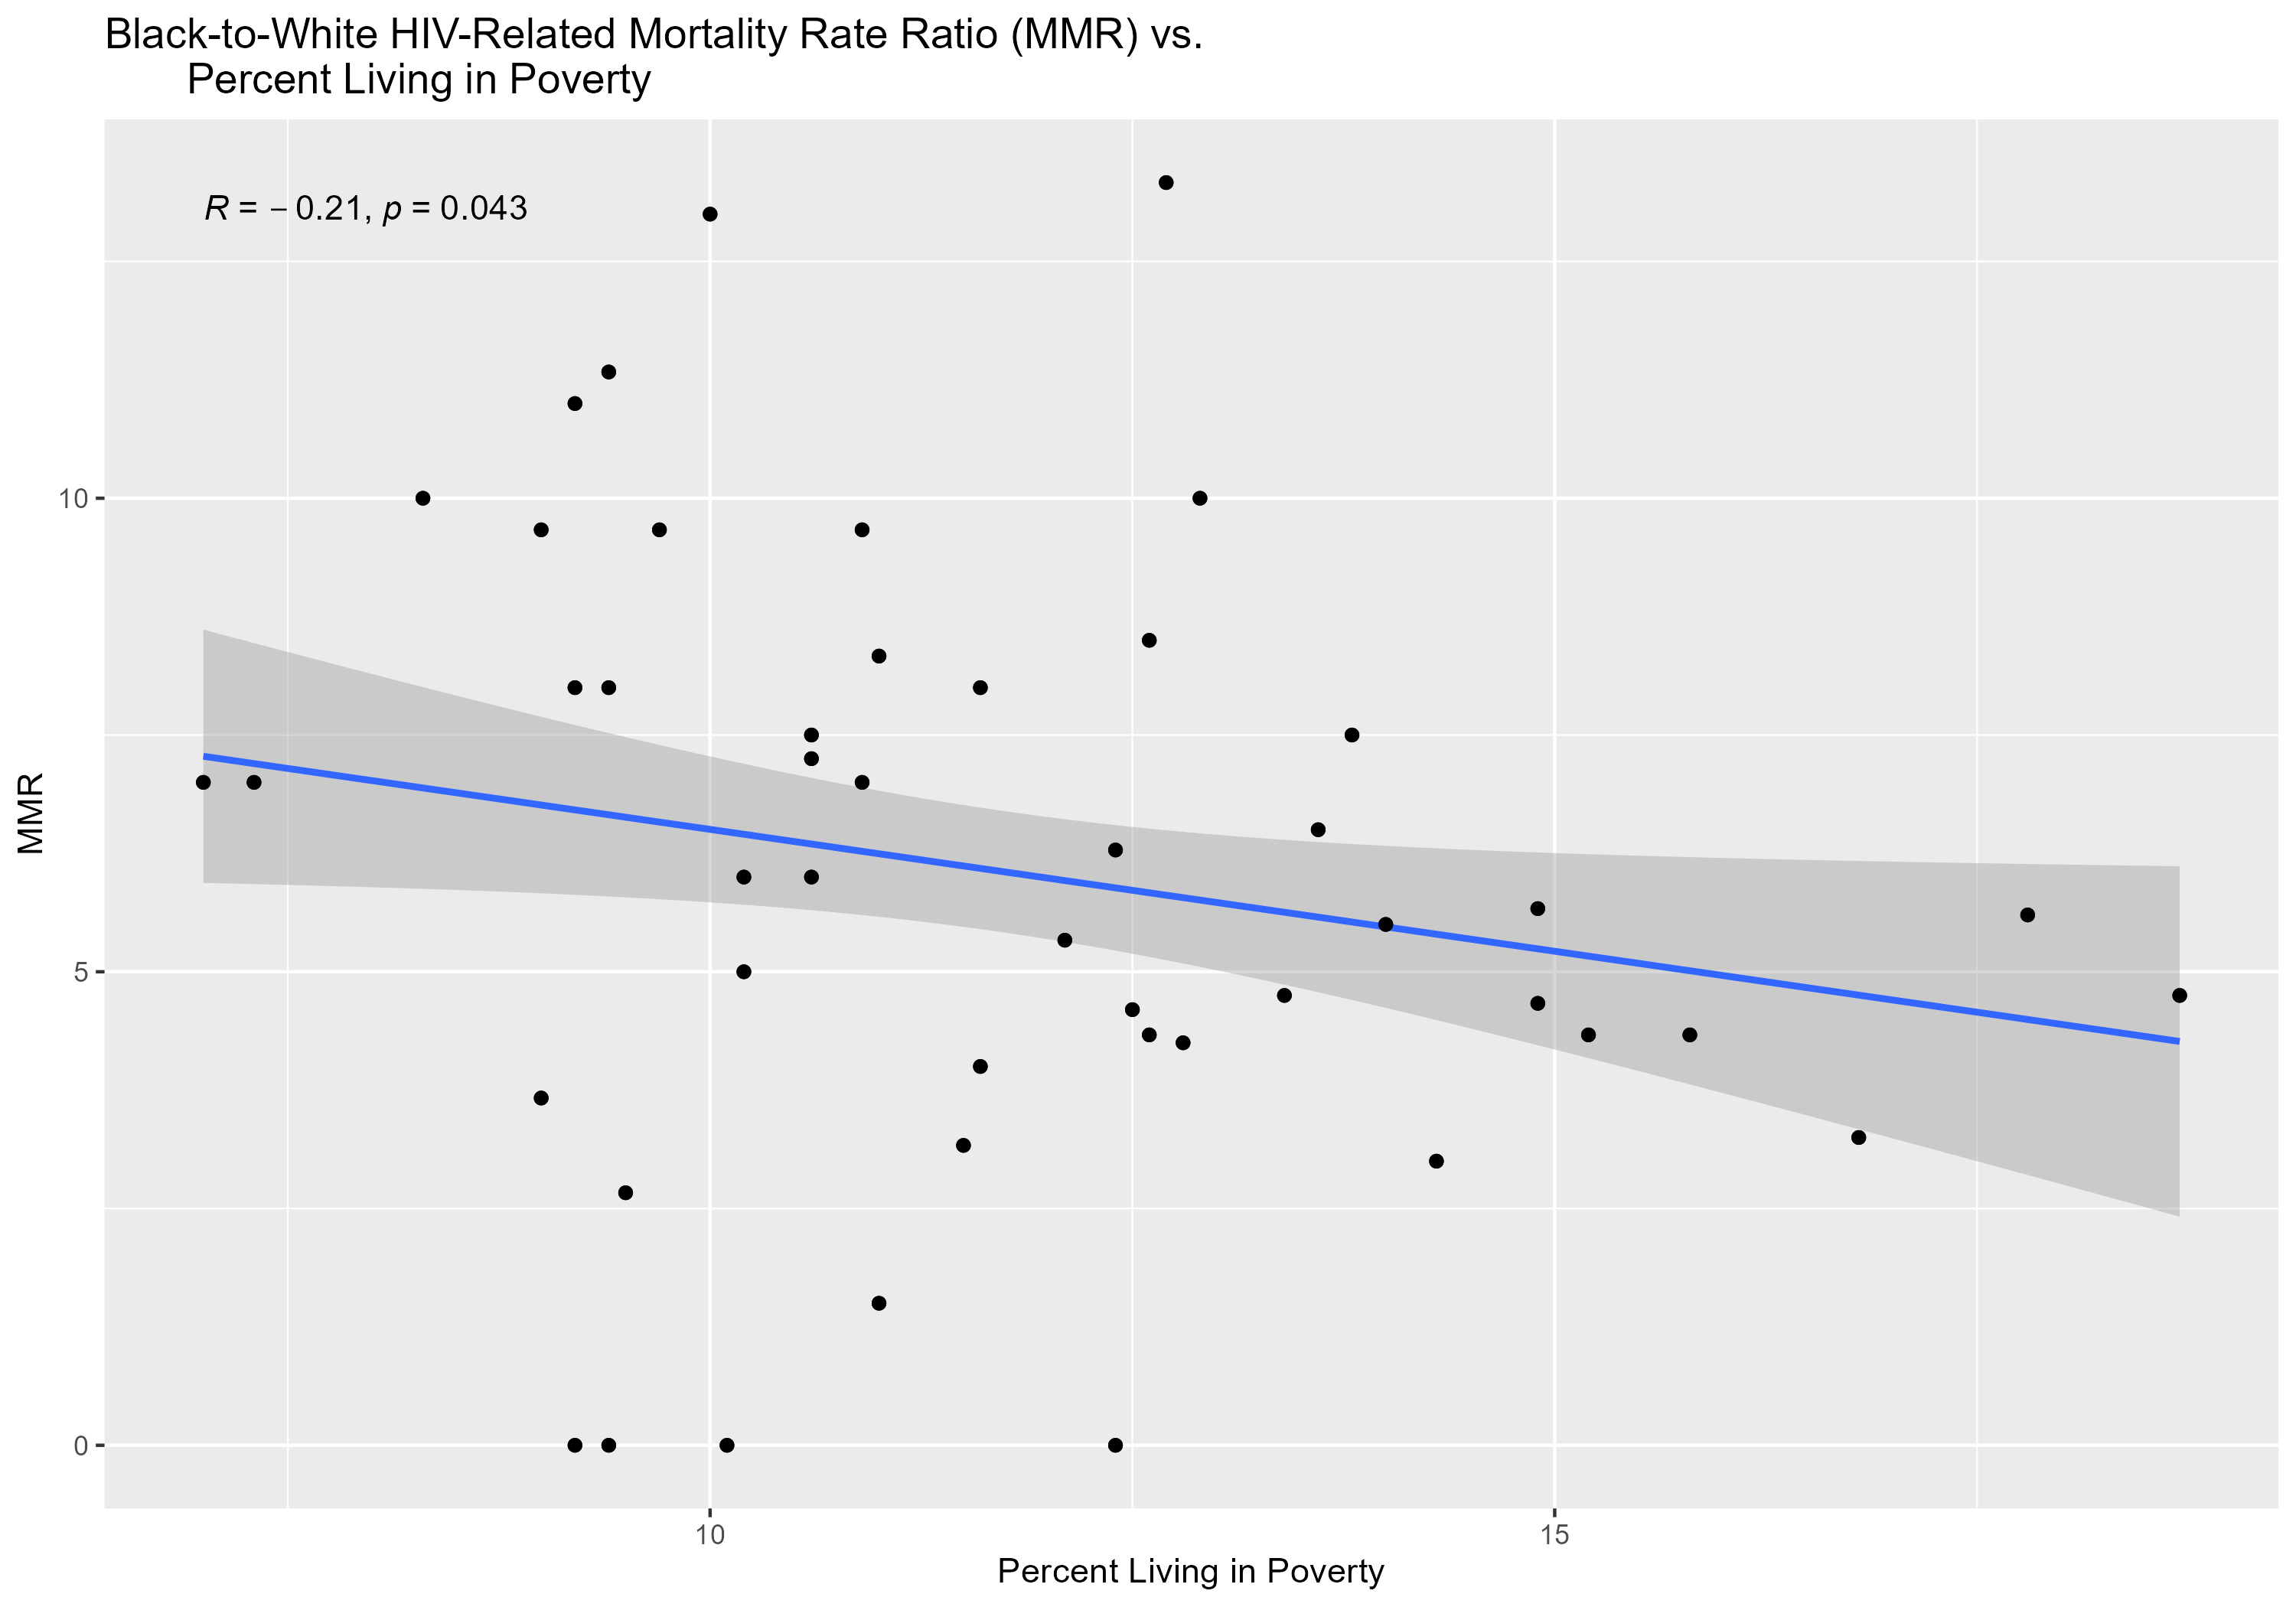 Black-to-White HIV-Related Mortality Rate Ratio (MMR) vs.
Percent Living in Poverty
R = − 0.21, p = 0.043
MMR
10
5
0
10
15
Percent Living in Poverty